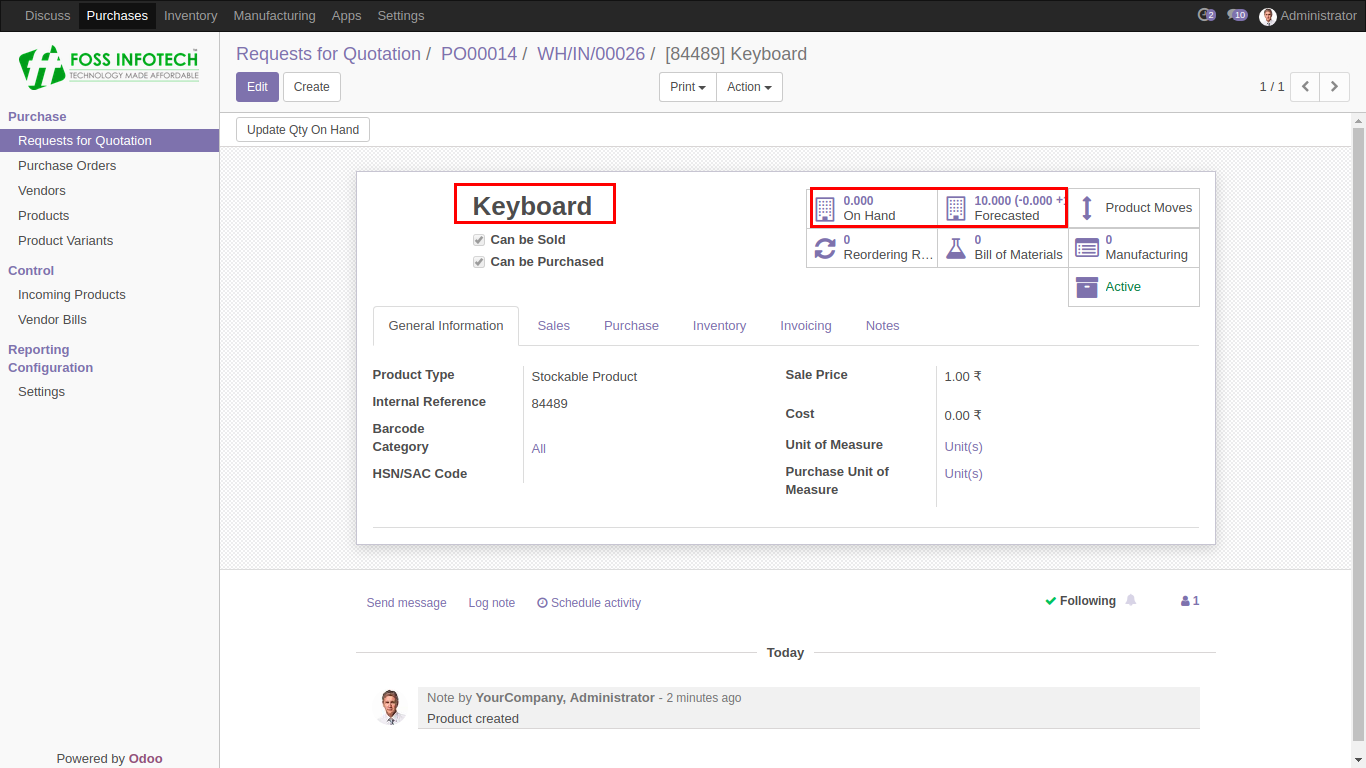 Discuss Purchases Inventory Manufacturing Apps Settings 2 10 Administrator
FOSS INFOTECH
TECHNOLOGY MADE AFFORDABLE
Requests for Quotation / PO00014 / WH/IN/00026 / [84489] Keyboard
Edit Create Print Action 1 / 1
Purchase
Requests for Quotation
Purchase Orders
Vendors
Products
Product Variants
Control
Incoming Products
Vendor Bills
Reporting
Configuration
Settings
Powered by Odoo
Update Qty On Hand
Keyboard
Can be Sold
Can be Purchased
0.000
On Hand
10.000 (-0.000 +
Forecasted
Product Moves
0
Reordering R...
0
Bill of Materials
0
Manufacturing
Active
General Information Sales Purchase Inventory Invoicing Notes
Product Type Stockable Product
Internal Reference 84489
Barcode
Category All
HSN/SAC Code
Sale Price 1.00 ₹
Cost 0.00 ₹
Unit of Measure Unit(s)
Purchase Unit of Measure Unit(s)
Send message Log note Schedule activity Following 1
Today
Note by YourCompany, Administrator - 2 minutes ago
Product created